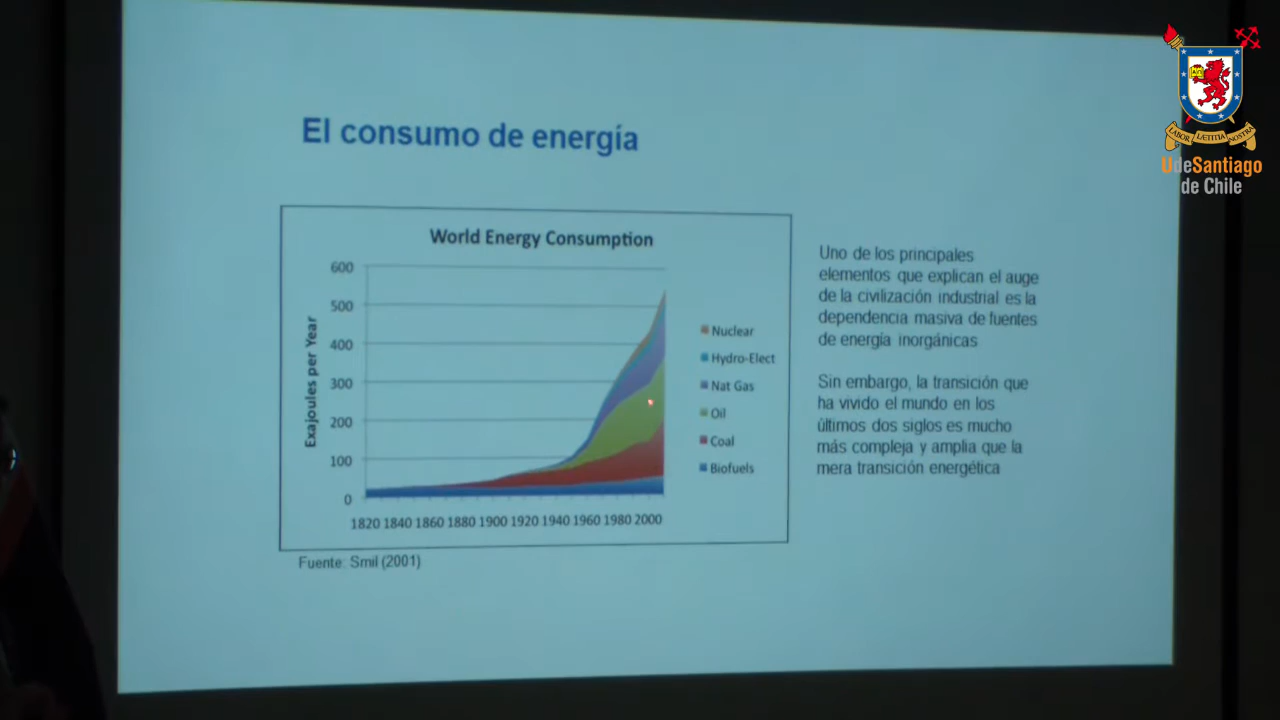 El consumo de energía
World Energy Consumption
600
500
400
300
200
100
0
Exajoules per Year
1820 1840 1860 1880 1900 1920 1940 1960 1980 2000
Nuclear
Hydro-Elect
Nat Gas
Oil
Coal
Biofuels
Fuente: Smil (2001)
Uno de los principales
elementos que explican el auge
de la civilización industrial es la
dependencia masiva de fuentes
de energía inorgánicas
Sin embargo, la transición que
ha vivido el mundo en los
últimos dos siglos es mucho
más compleja y amplia que la
mera transición energética
LABOR LÆTITIA NOSTRA
UdeSantiago
de Chile